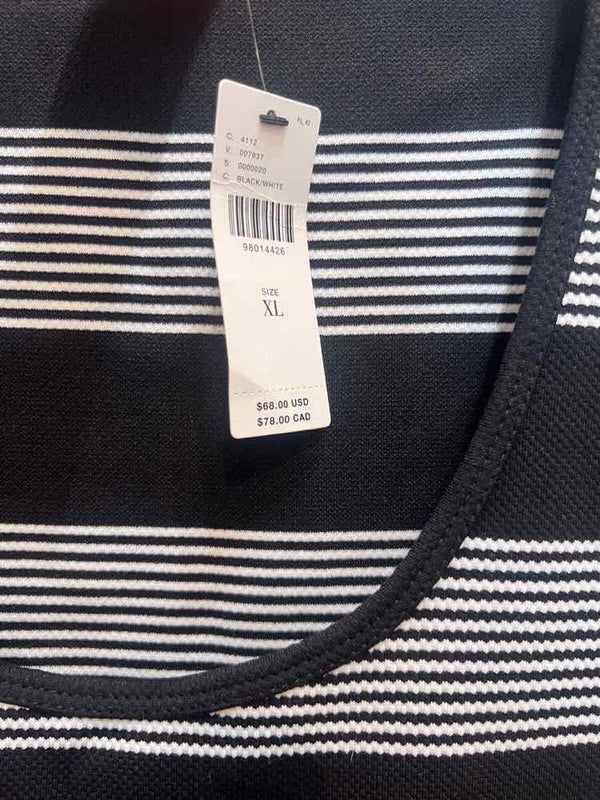 C: 4112
V: 007937
S: 0000020
C: BLACK/WHITE
98014426
SIZE
XL
$68.00 USD
$78.00 CAD